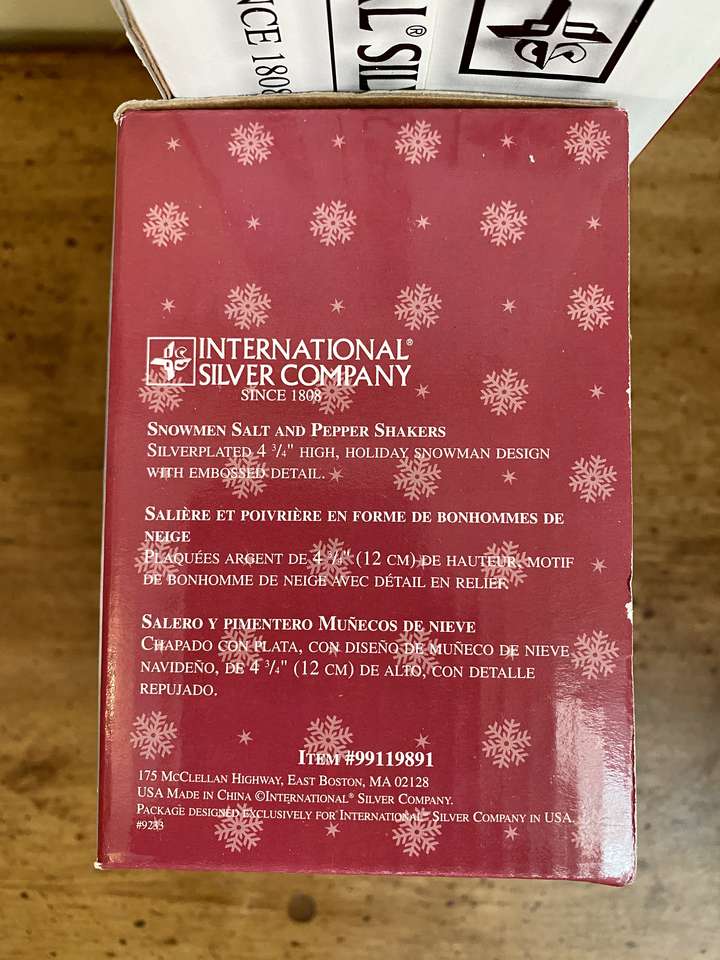 SINCE 1808
AL® SIL
INTERNATIONAL®
SILVER COMPANY
SINCE 1808
SNOWMEN SALT AND PEPPER SHAKERS
SILVERPLATED 4 3/4" HIGH, HOLIDAY SNOWMAN DESIGN
WITH EMBOSSED DETAIL.
SALIÈRE ET POIVRIÈRE EN FORME DE BONHOMMES DE
NEIGE
PLAQUÉES ARGENT DE 4 3/4" (12 CM) DE HAUTEUR, MOTIF
DE BONHOMME DE NEIGE AVEC DÉTAIL EN RELIEF.
SALERO Y PIMENTERO MUÑECOS DE NIEVE
CHAPADO CON PLATA, CON DISEÑO DE MUÑECO DE NIEVE
NAVIDEÑO, DE 4 3/4" (12 CM) DE ALTO, CON DETALLE
REPUJADO.
ITEM #99119891
175 MCCLELLAN HIGHWAY, EAST BOSTON, MA 02128
USA MADE IN CHINA ©INTERNATIONAL® SILVER COMPANY.
PACKAGE DESIGNED EXCLUSIVELY FOR INTERNATIONAL® SILVER COMPANY IN USA.